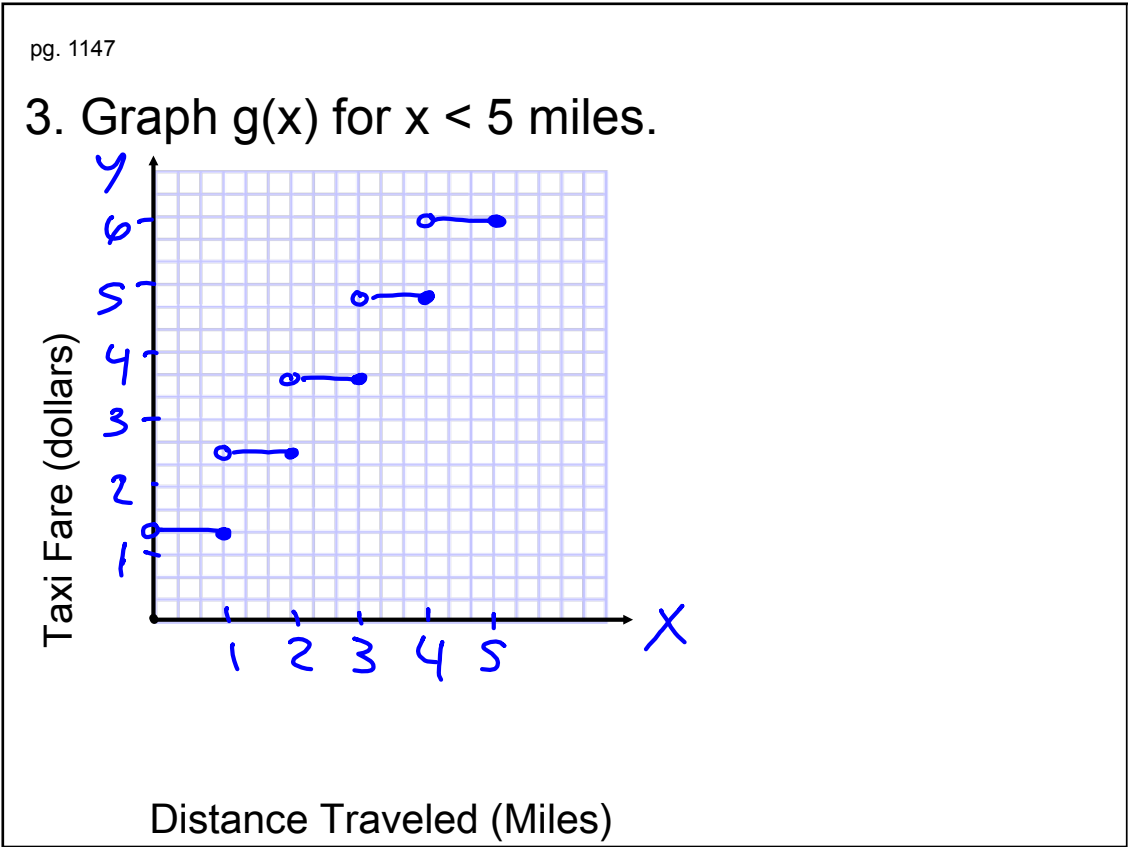 pg. 1147
3. Graph g(x) for x < 5 miles.
y
6
5
4
3
2
1
Taxi Fare (dollars)
1 2 3 4 5
X
Distance Traveled (Miles)